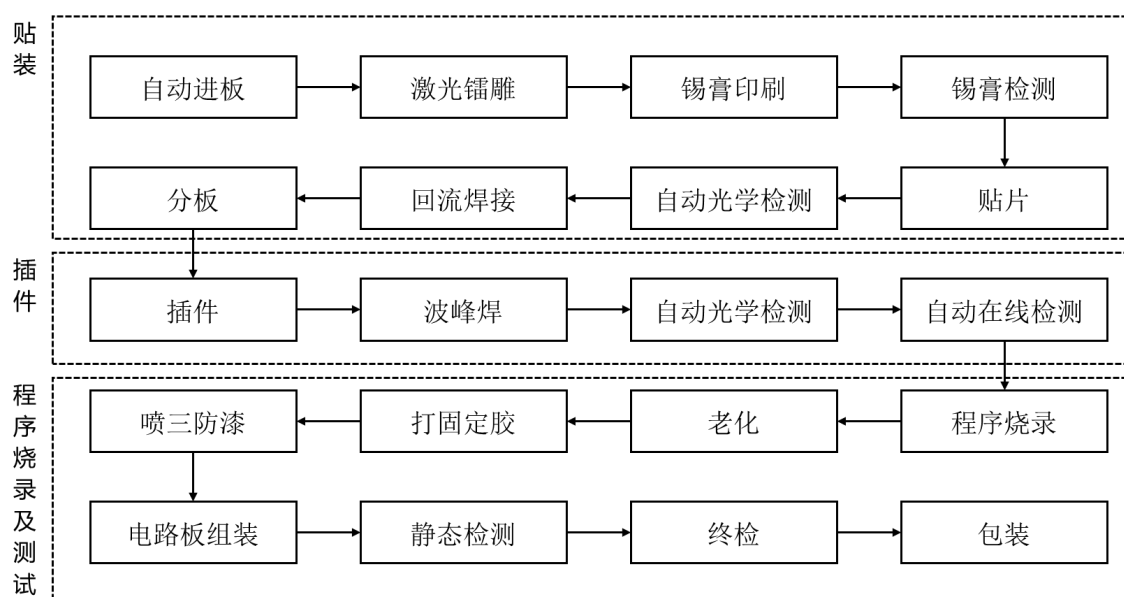 贴装
自动进板
激光镭雕
锡膏印刷
锡膏检测
分板
回流焊接
自动光学检测
贴片
插件
插件
波峰焊
自动光学检测
自动在线检测
程序烧录及测试
喷三防漆
打固定胶
老化
程序烧录
电路板组装
静态检测
终检
包装